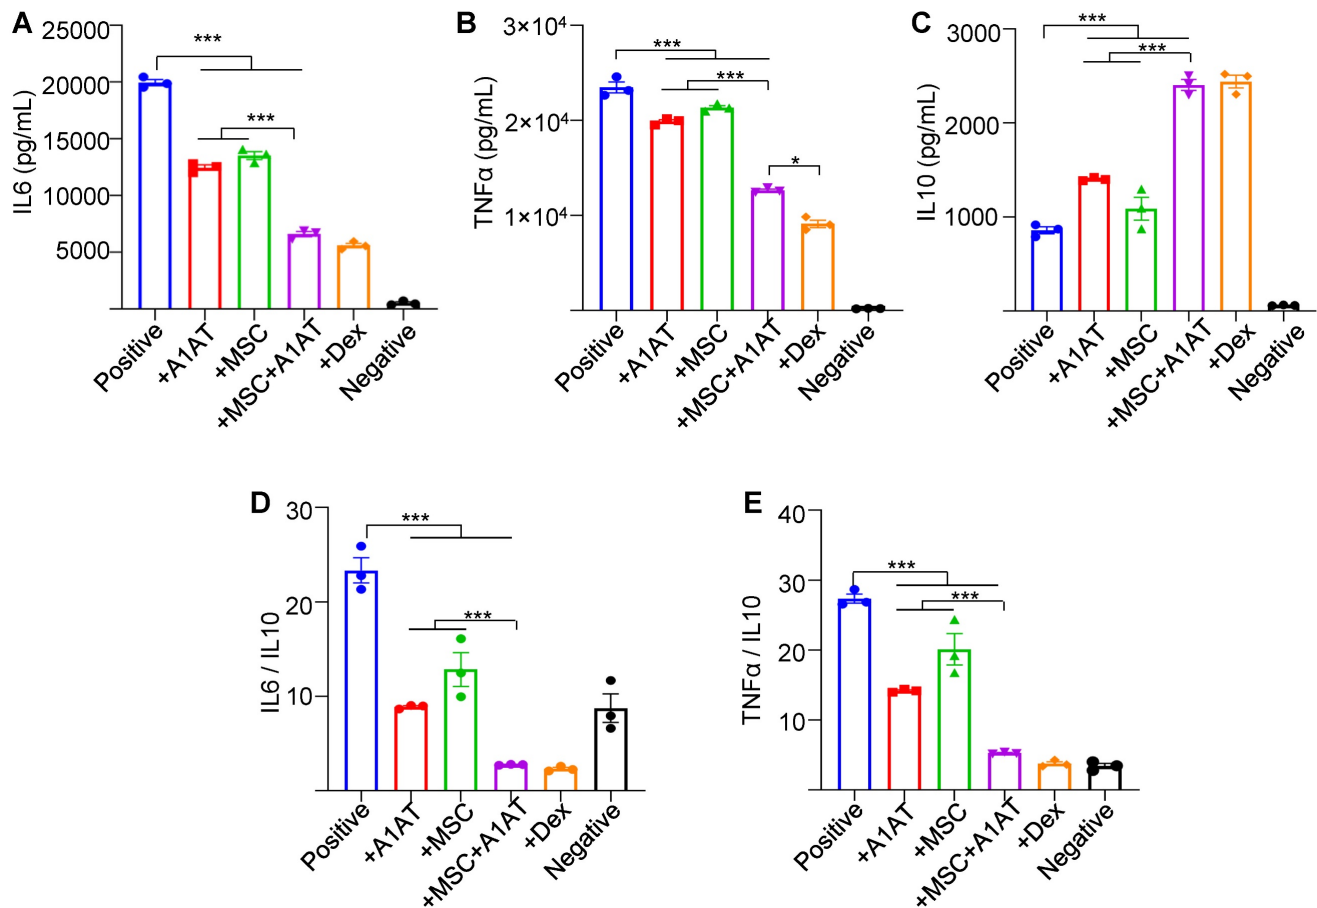 A
IL6 (pg/mL)
25000
20000
15000
10000
5000
***
***
Positive
+A1AT
+MSC
+MSC+A1AT
+Dex
Negative
B
TNFα (pg/mL)
3×10⁴
2×10⁴
1×10⁴
***
***
*
Positive
+A1AT
+MSC
+MSC+A1AT
+Dex
Negative
C
IL10 (pg/mL)
3000
2000
1000
***
***
Positive
+A1AT
+MSC
+MSC+A1AT
+Dex
Negative
D
IL6 / IL10
30
20
10
***
***
Positive
+A1AT
+MSC
+MSC+A1AT
+Dex
Negative
E
TNFα / IL10
40
30
20
10
***
***
Positive
+A1AT
+MSC
+MSC+A1AT
+Dex
Negative